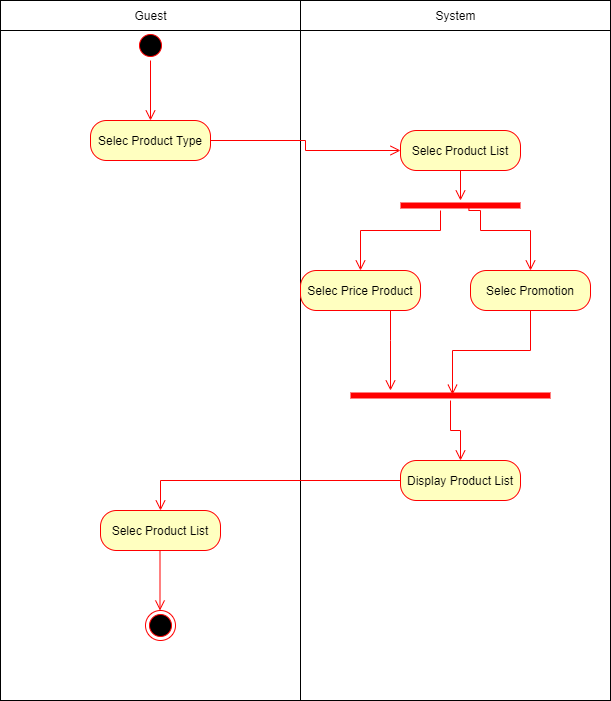 Guest
System
Selec Product Type
Selec Product List
Selec Price Product
Selec Promotion
Display Product List
Selec Product List